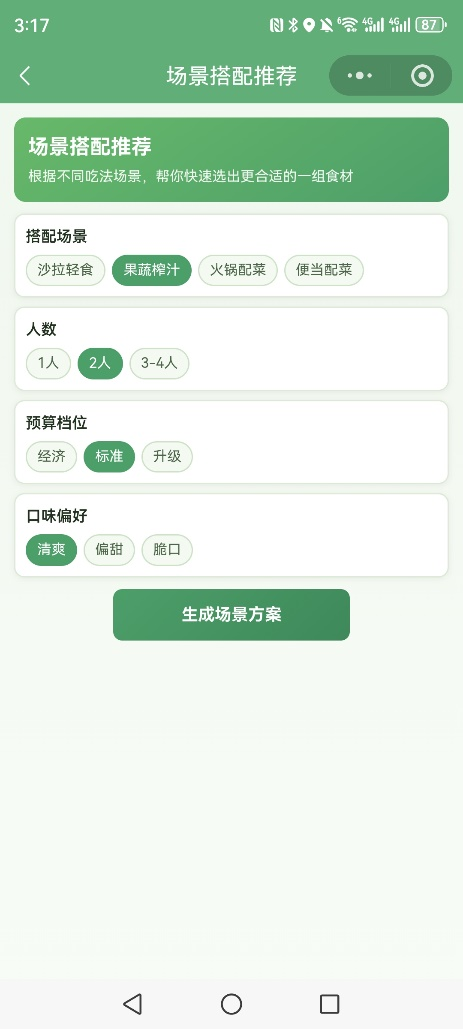 3:17
6 4G 4G 87
场景搭配推荐
场景搭配推荐
根据不同吃法场景，帮你快速选出更合适的一组食材
搭配场景
沙拉轻食 果蔬榨汁 火锅配菜 便当配菜
人数
1人 2人 3-4人
预算档位
经济 标准 升级
口味偏好
清爽 偏甜 脆口
生成场景方案